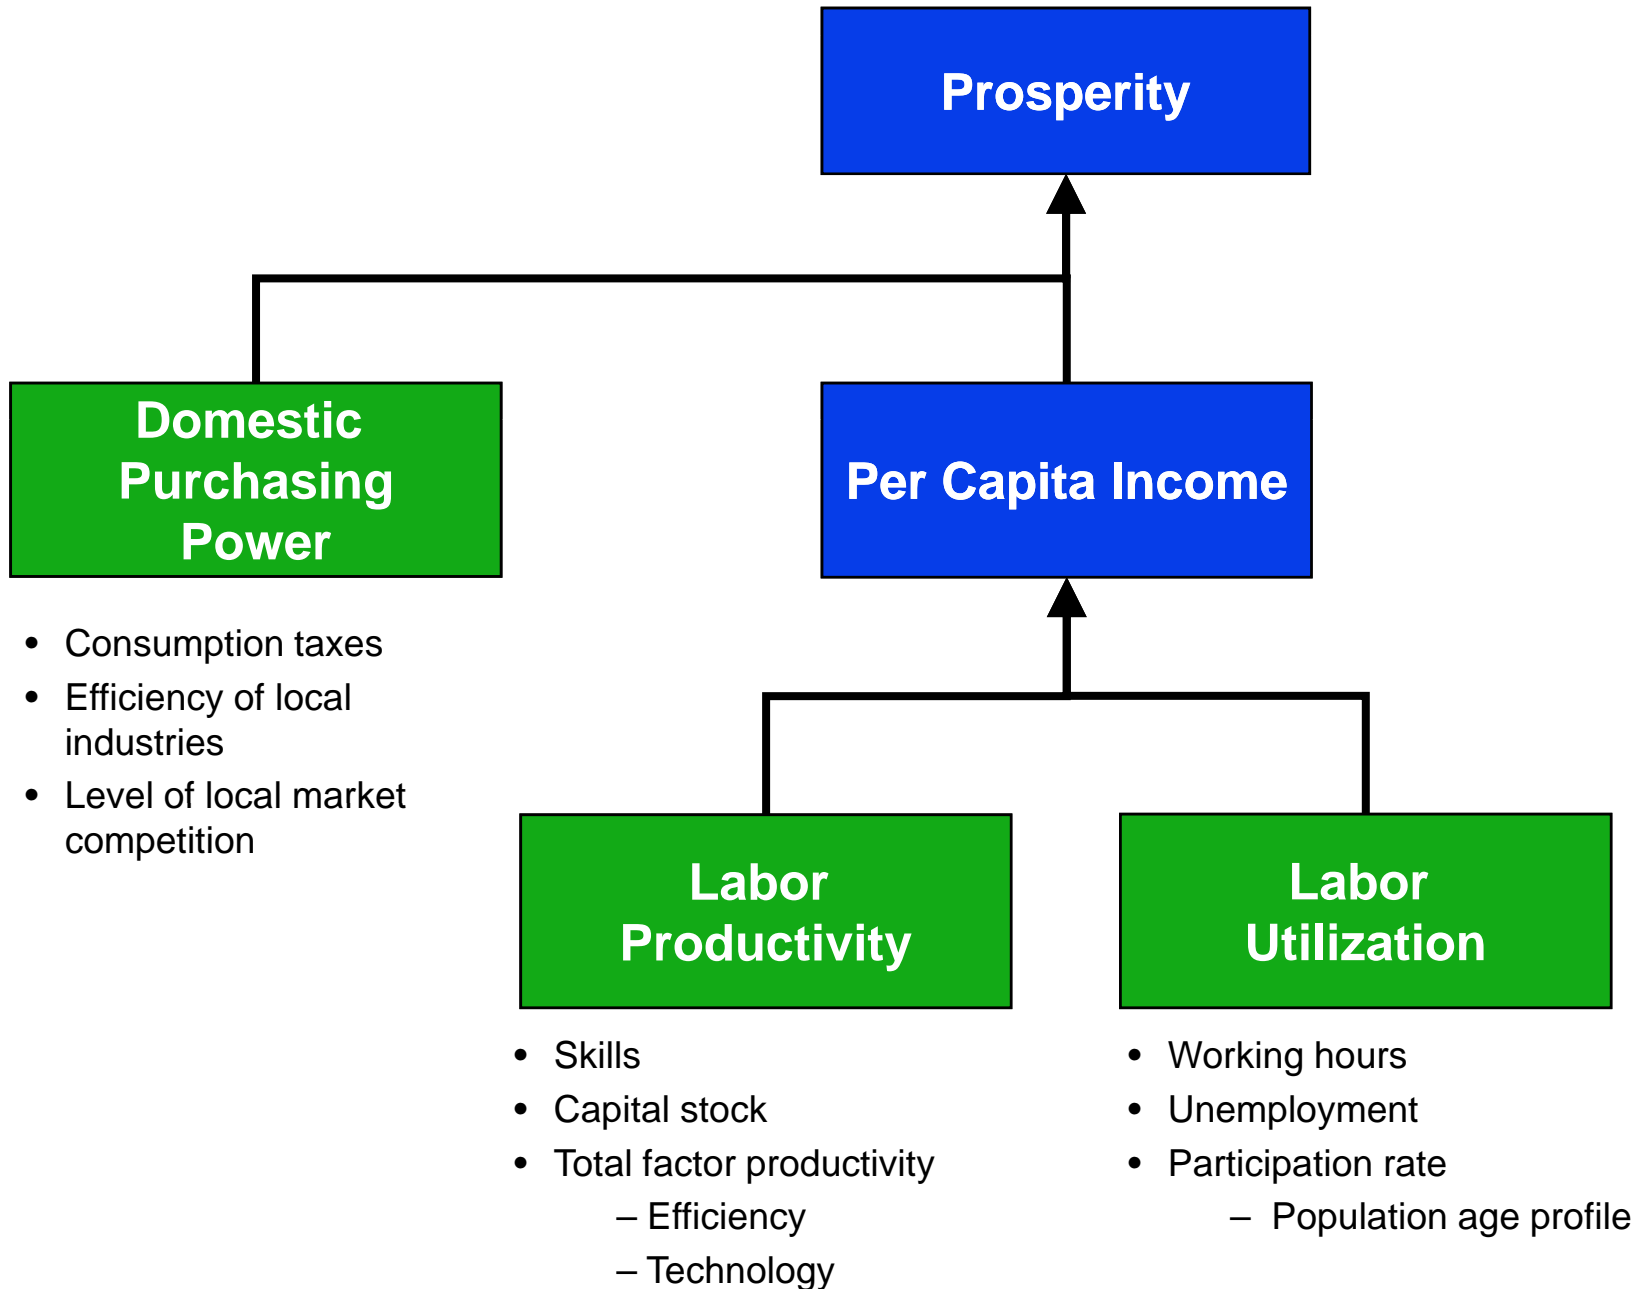 Prosperity
Domestic
Purchasing
Power
Per Capita Income
• Consumption taxes
• Efficiency of local
industries
• Level of local market
competition
Labor
Productivity
Labor
Utilization
• Skills
• Capital stock
• Total factor productivity
– Efficiency
– Technology
• Working hours
• Unemployment
• Participation rate
– Population age profile